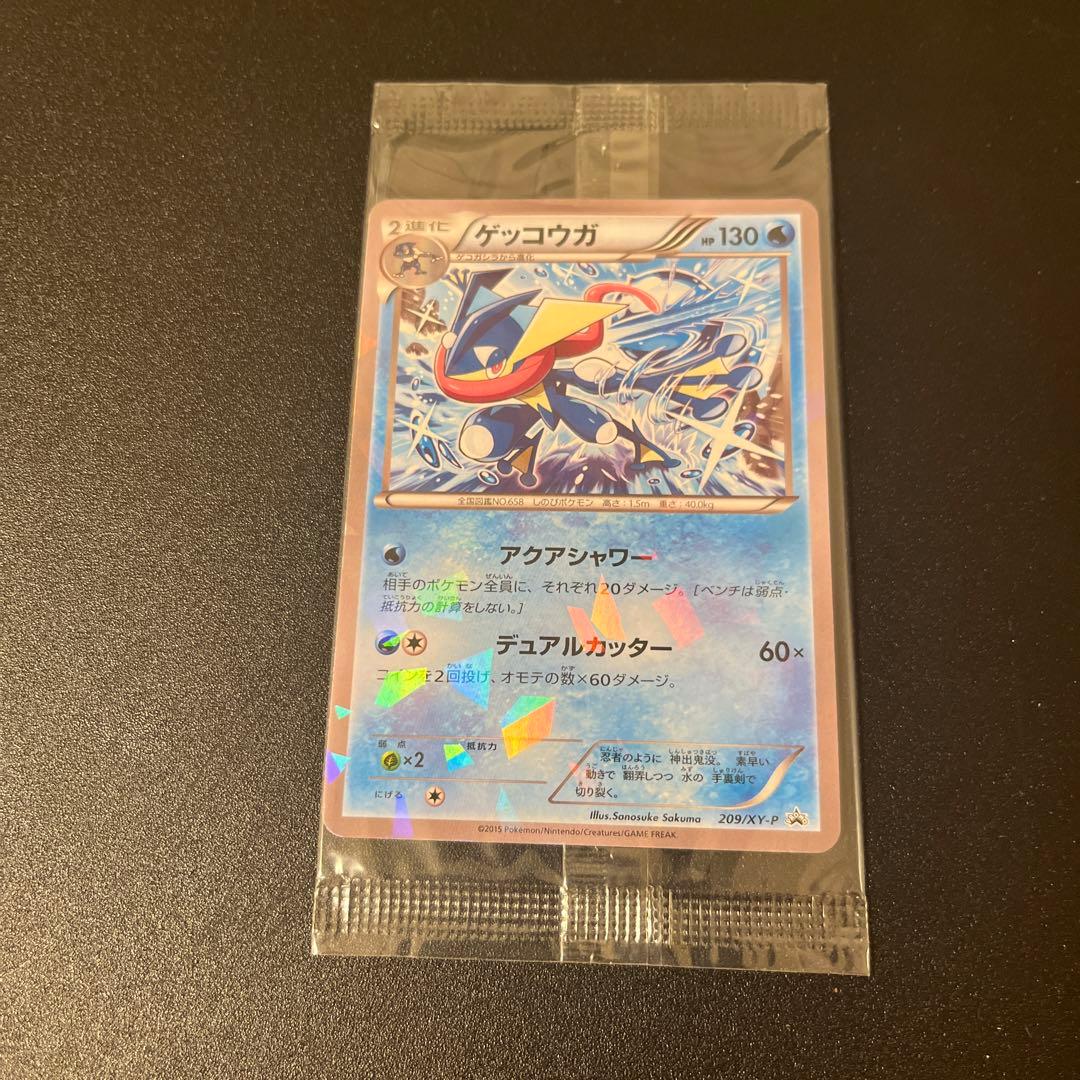 2進化 ゲッコウガ HP 130
ゲコガシラから進化
全国図鑑NO.658 しのびポケモン 高さ：1.5m 重さ：40.0kg
アクアシャワー
相手のポケモン全員に、それぞれ20ダメージ。［ベンチは弱点・
抵抗力の計算をしない。］
デュアルカッター 60×
コインを2回投げ、オモテの数×60ダメージ。
弱点 抵抗力
×2
にげる
忍者のように 神出鬼没。 素早い
動きで 翻弄しつつ 水の 手裏剣で
切り裂く。
Illus.Sanosuke Sakuma 209/XY-P
©2015 Pokémon/Nintendo/Creatures/GAME FREAK.